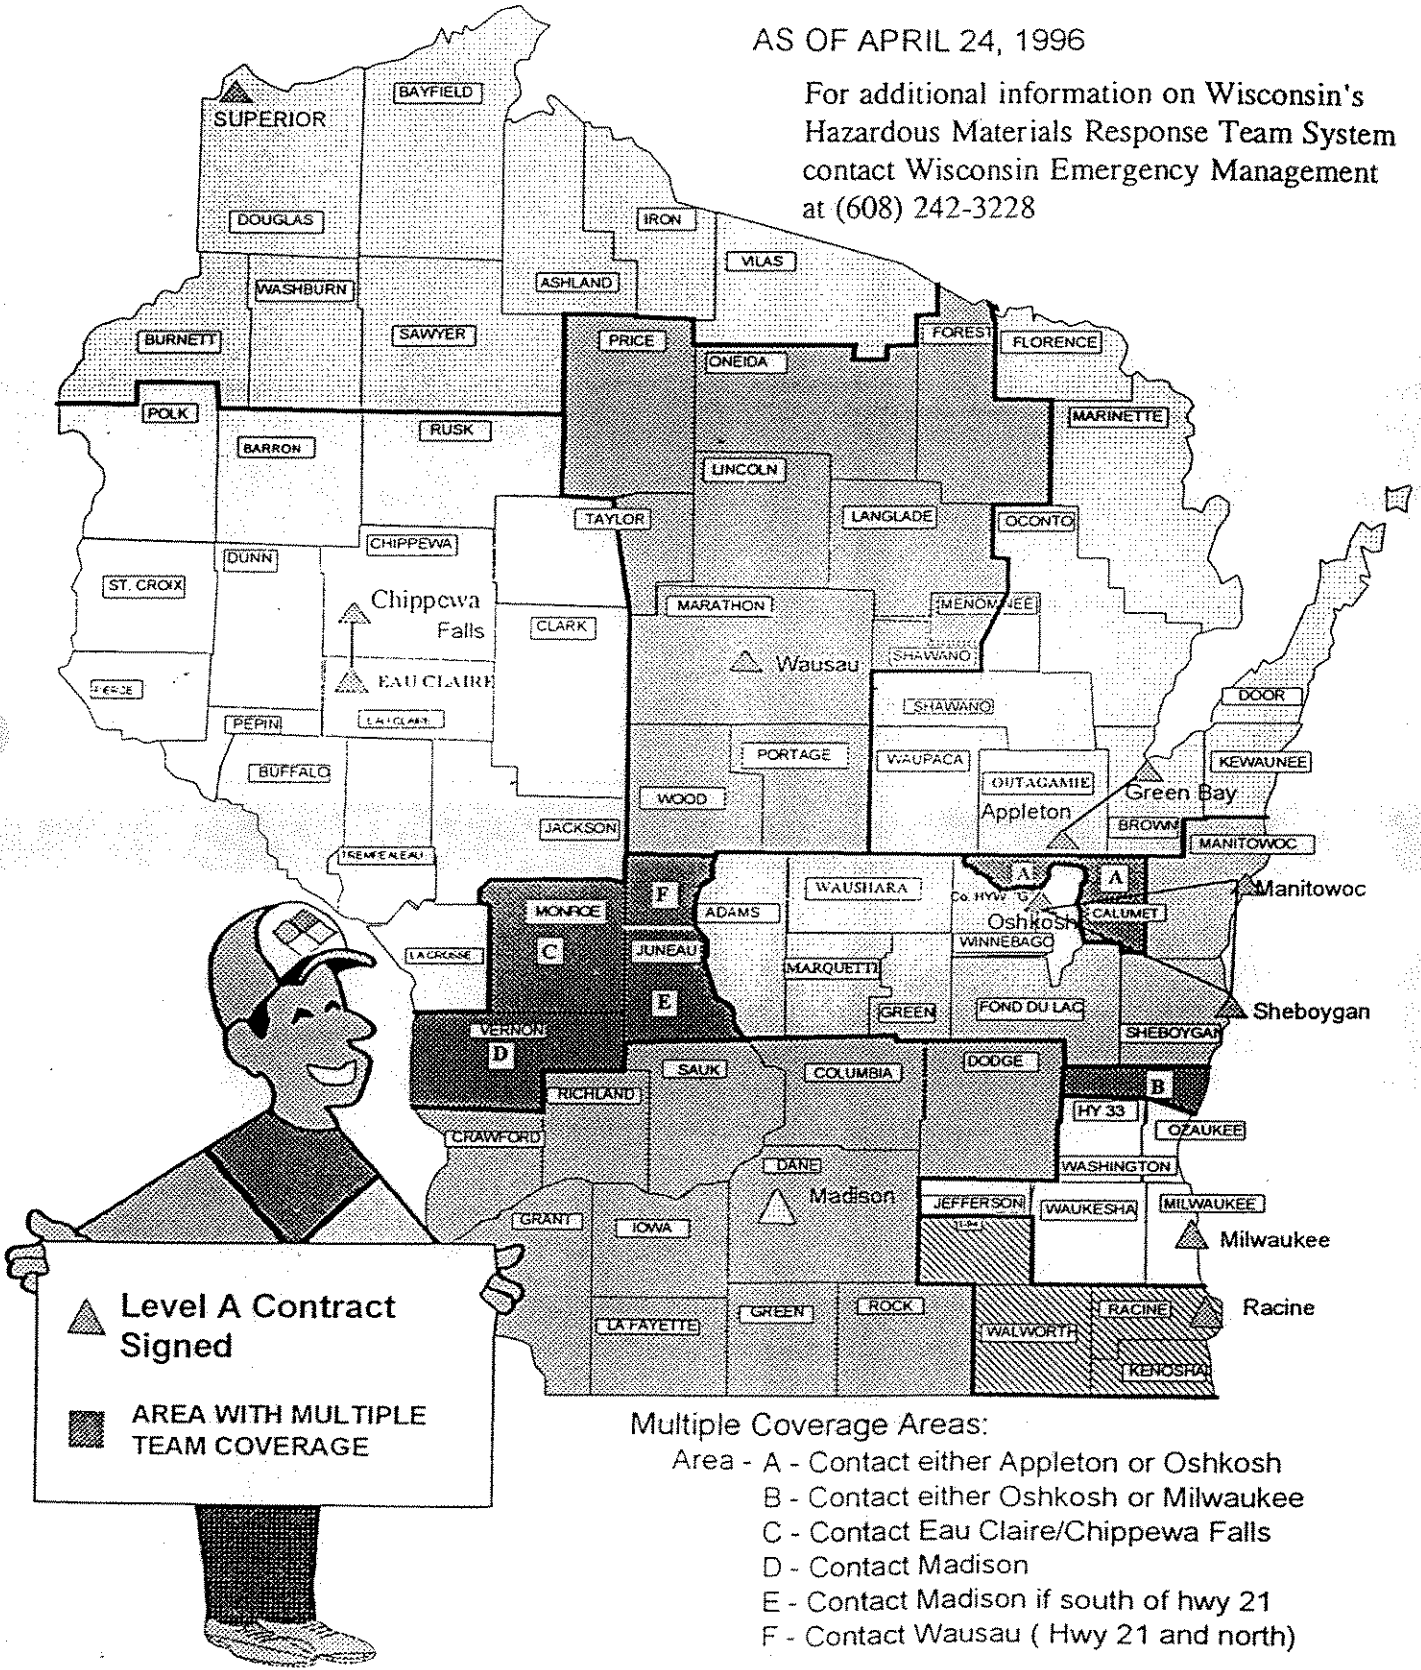 AS OF APRIL 24, 1996
For additional information on Wisconsin's
Hazardous Materials Response Team System
contact Wisconsin Emergency Management
at (608) 242-3228
BAYFIELD
SUPERIOR
DOUGLAS
IRON
VILAS
ASHLAND
WASHBURN
BURNETT
SAWYER
PRICE
FOREST
FLORENCE
ONEIDA
POLK
MARINETTE
RUSK
BARRON
LINCOLN
TAYLOR
LANGLADE
OCONTO
CHIPPEWA
DUNN
ST. CROIX
Chippewa
Falls
MARATHON
MENOMINEE
CLARK
SHAWANO
Wausau
EAU CLAIRE
PIERCE
DOOR
SHAWANO
EAU CLAIRE
PEPIN
PORTAGE
WAUPACA
KEWAUNEE
BUFFALO
OUTAGAMIE
Green Bay
WOOD
Appleton
JACKSON
BROWN
MANITOWOC
TREMPEALEAU
A
A
F
WAUSHARA
Manitowoc
MONROE
ADAMS
Co. HYW G
CALUMET
Oshkosh
C
JUNEAU
WINNEBAGO
LA CROSSE
MARQUETTE
E
GREEN
FOND DU LAC
Sheboygan
VERNON
SHEBOYGAN
D
SAUK
COLUMBIA
DODGE
B
RICHLAND
HY 33
CRAWFORD
OZAUKEE
DANE
WASHINGTON
Madison
JEFFERSON
WAUKESHA
MILWAUKEE
GRANT
IOWA
Milwaukee
LA FAYETTE
GREEN
ROCK
RACINE
Racine
WALWORTH
KENOSHA
Level A Contract
Signed
AREA WITH MULTIPLE
TEAM COVERAGE
Multiple Coverage Areas:
Area - A - Contact either Appleton or Oshkosh
B - Contact either Oshkosh or Milwaukee
C - Contact Eau Claire/Chippewa Falls
D - Contact Madison
E - Contact Madison if south of hwy 21
F - Contact Wausau ( Hwy 21 and north)